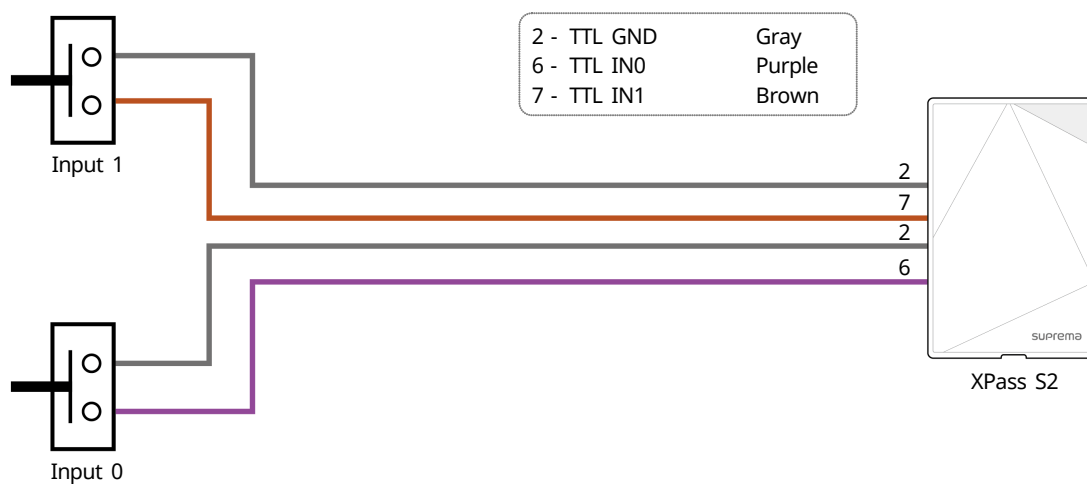 2 - TTL GND Gray
6 - TTL IN0 Purple
7 - TTL IN1 Brown
Input 1
2
7
2
6
suprema
XPass S2
Input 0